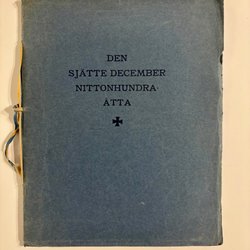 DEN
SJÄTTE DECEMBER
NITTONHUNDRA-
ÅTTA